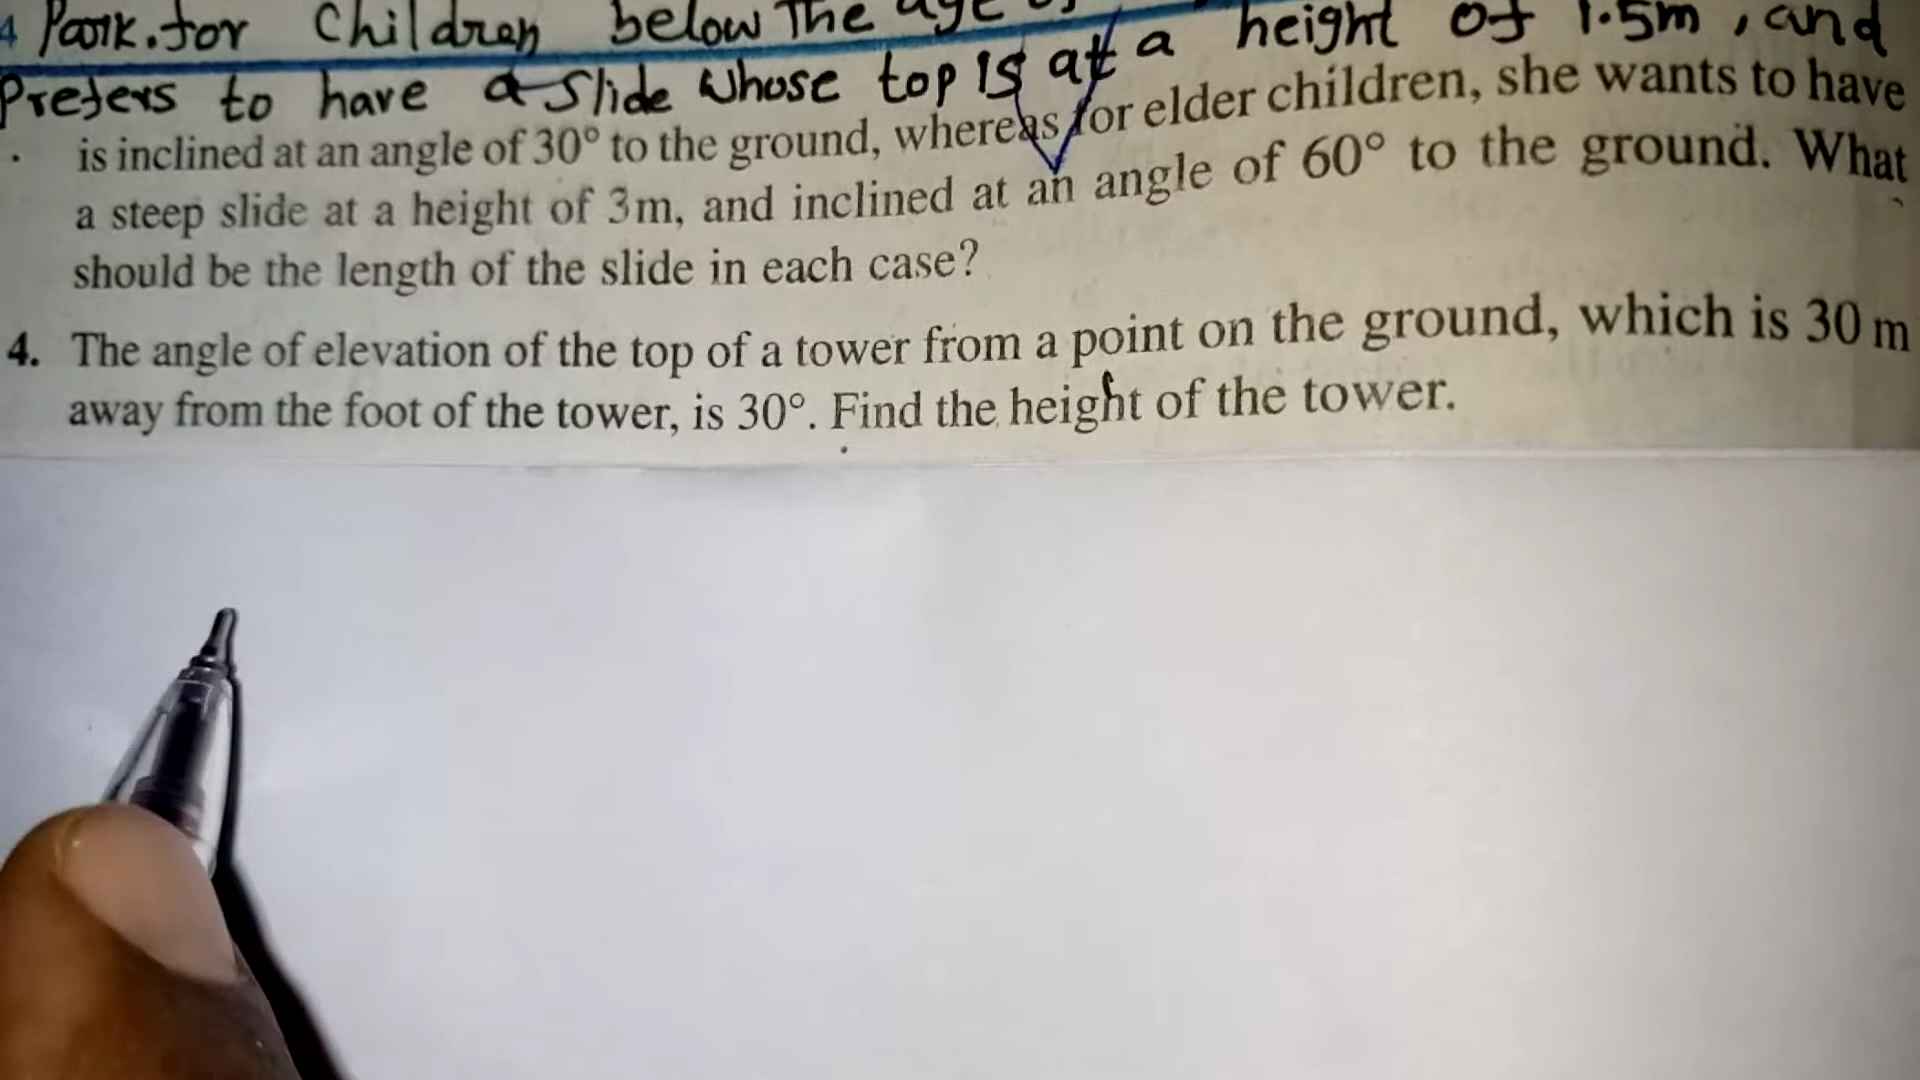 4 Park. for Children below The age
Prefers to have a slide whose top is at a height of 1.5m, and
is inclined at an angle of 30° to the ground, whereas for elder children, she wants to have
a steep slide at a height of 3m, and inclined at an angle of 60° to the ground. What
should be the length of the slide in each case?
4. The angle of elevation of the top of a tower from a point on the ground, which is 30 m
away from the foot of the tower, is 30°. Find the height of the tower.